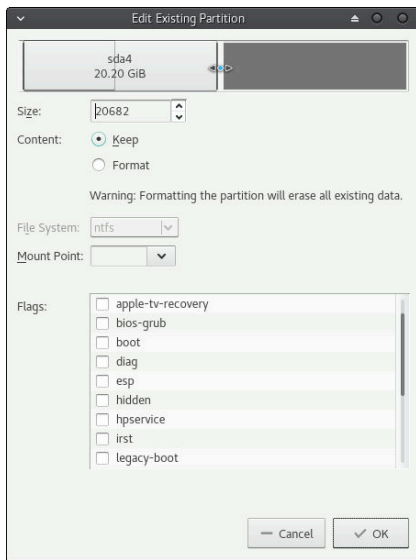 Edit Existing Partition
sda4
20.20 GiB
Size: 20682
Content: Keep
Format
Warning: Formatting the partition will erase all existing data.
File System: ntfs
Mount Point:
Flags: apple-tv-recovery
bios-grub
boot
diag
esp
hidden
hpservice
irst
legacy-boot
Cancel OK